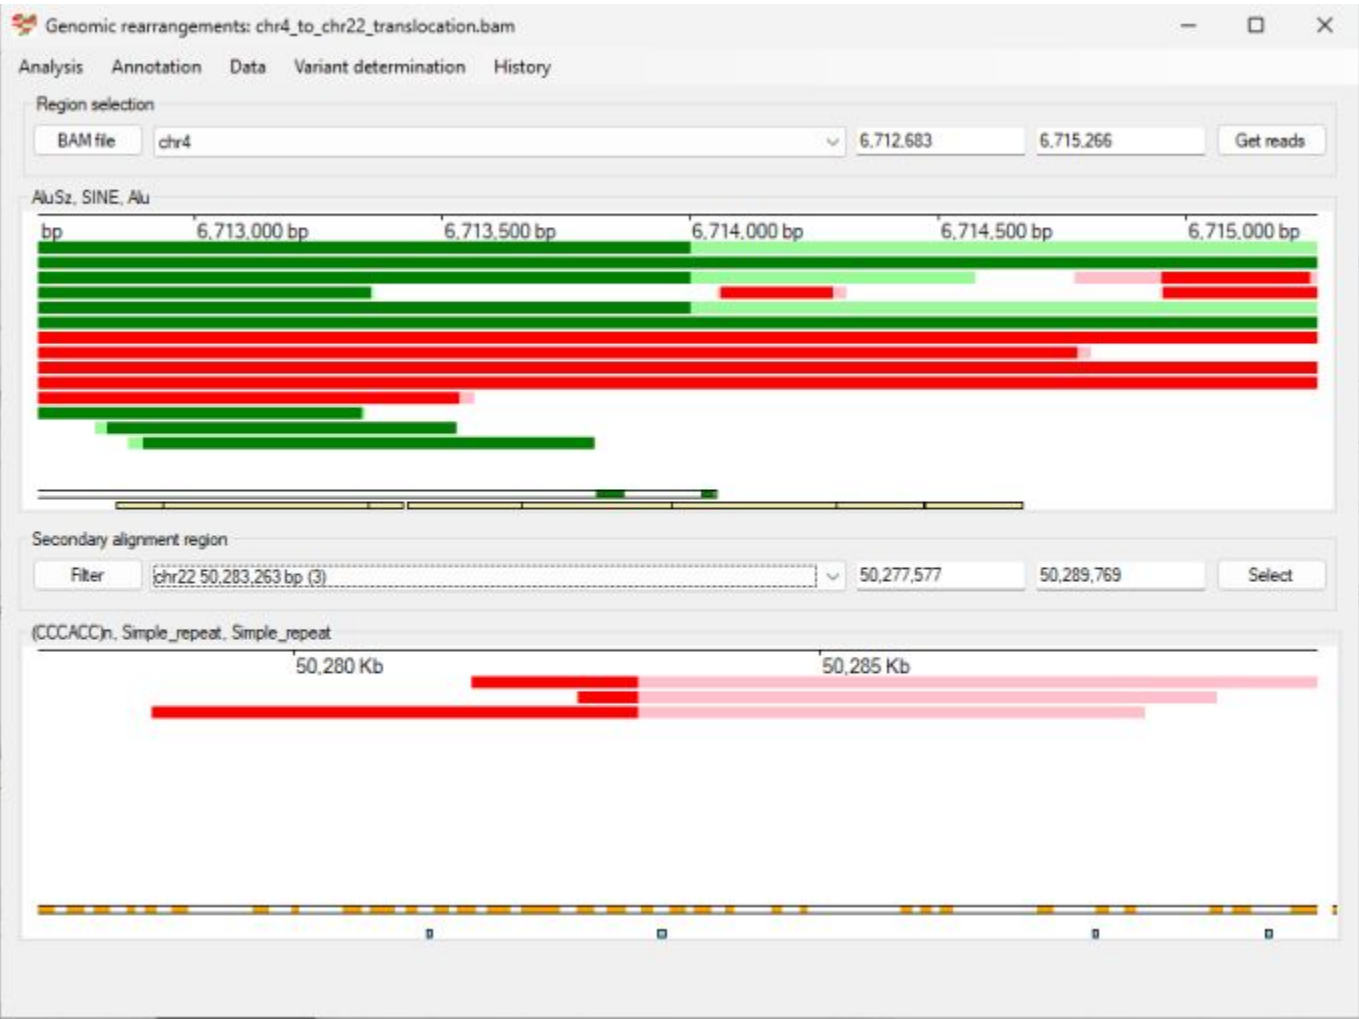 Genomic rearrangements: chr4_to_chr22_translocation.bam
Analysis Annotation Data Variant determination History
Region selection
BAM file chr4 6,712,683 6,715,266 Get reads
AluSz, SINE, Alu
bp 6,713,000 bp 6,713,500 bp 6,714,000 bp 6,714,500 bp 6,715,000 bp
Secondary alignment region
Filter chr22 50,283,263 bp (3) 50,277,577 50,289,769 Select
(CCCACC)n, Simple_repeat, Simple_repeat
50,280 Kb 50,285 Kb